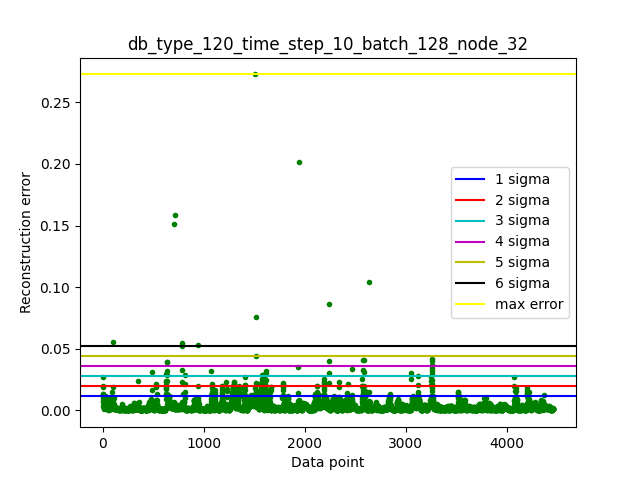 db_type_120_time_step_10_batch_128_node_32
Reconstruction error
0.25
0.20
0.15
0.10
0.05
0.00
1 sigma
2 sigma
3 sigma
4 sigma
5 sigma
6 sigma
max error
0 1000 2000 3000 4000
Data point